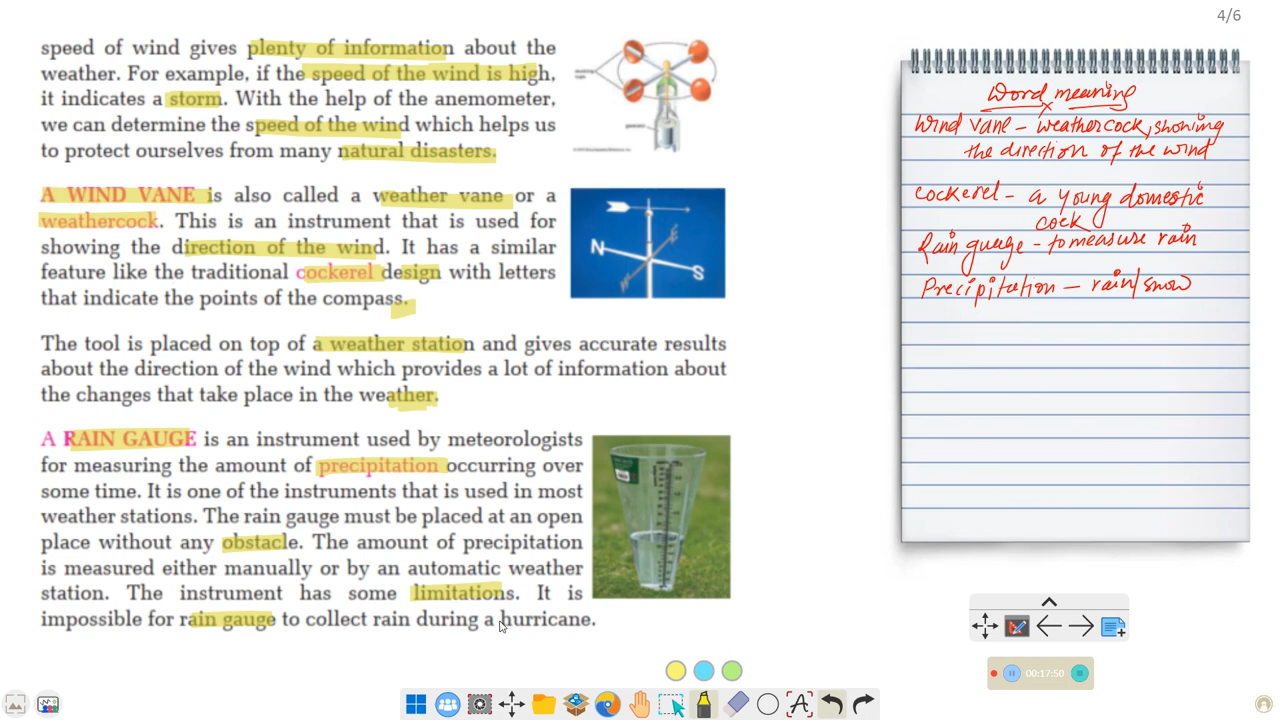 4/6
speed of wind gives plenty of information about the
weather. For example, if the speed of the wind is high,
it indicates a storm. With the help of the anemometer,
we can determine the speed of the wind which helps us
to protect ourselves from many natural disasters.
A WIND VANE is also called a weather vane or a
weathercock. This is an instrument that is used for
showing the direction of the wind. It has a similar
feature like the traditional cockerel design with letters
that indicate the points of the compass.
N
E
W
S
The tool is placed on top of a weather station and gives accurate results
about the direction of the wind which provides a lot of information about
the changes that take place in the weather.
A RAIN GAUGE is an instrument used by meteorologists
for measuring the amount of precipitation occurring over
some time. It is one of the instruments that is used in most
weather stations. The rain gauge must be placed at an open
place without any obstacle. The amount of precipitation
is measured either manually or by an automatic weather
station. The instrument has some limitations. It is
impossible for rain gauge to collect rain during a hurricane.
Word meaning
Wind vane - weathercock, showing
the direction of the wind
Cockerel - a young domestic
cock
Rain guage - to measure rain
Precipitation - rain/snow
00:17:50